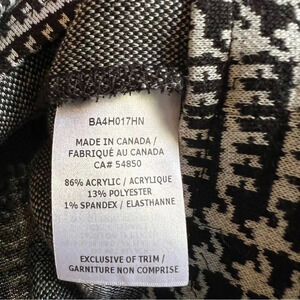 BA4H017HN
MADE IN CANADA /
FABRIQUÉ AU CANADA
CA# 54850
86% ACRYLIC / ACRYLIQUE
13% POLYESTER
1% SPANDEX / ELASTHANNE
EXCLUSIVE OF TRIM /
GARNITURE NON COMPRISE